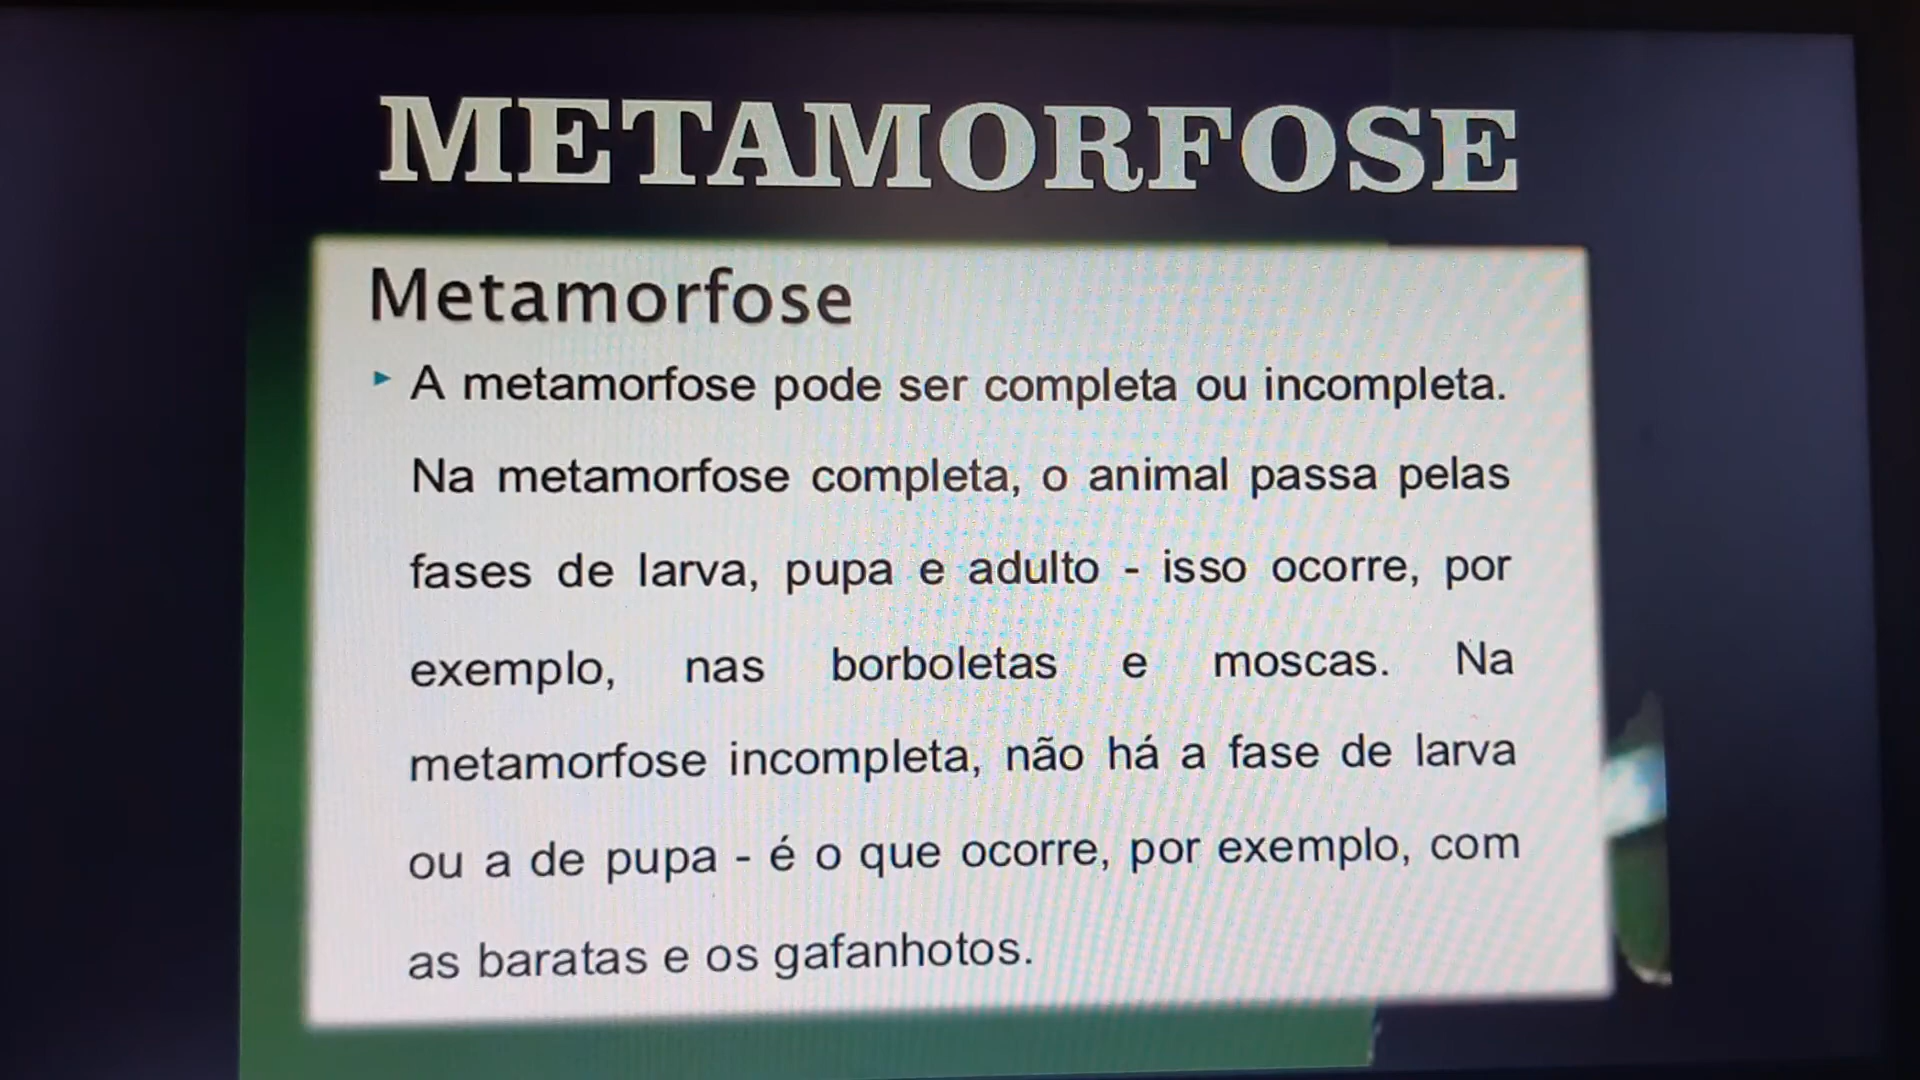 METAMORFOSE
Metamorfose
A metamorfose pode ser completa ou incompleta.
Na metamorfose completa, o animal passa pelas
fases de larva, pupa e adulto - isso ocorre, por
exemplo, nas borboletas e moscas. Na
metamorfose incompleta, não há a fase de larva
ou a de pupa - é o que ocorre, por exemplo, com
as baratas e os gafanhotos.